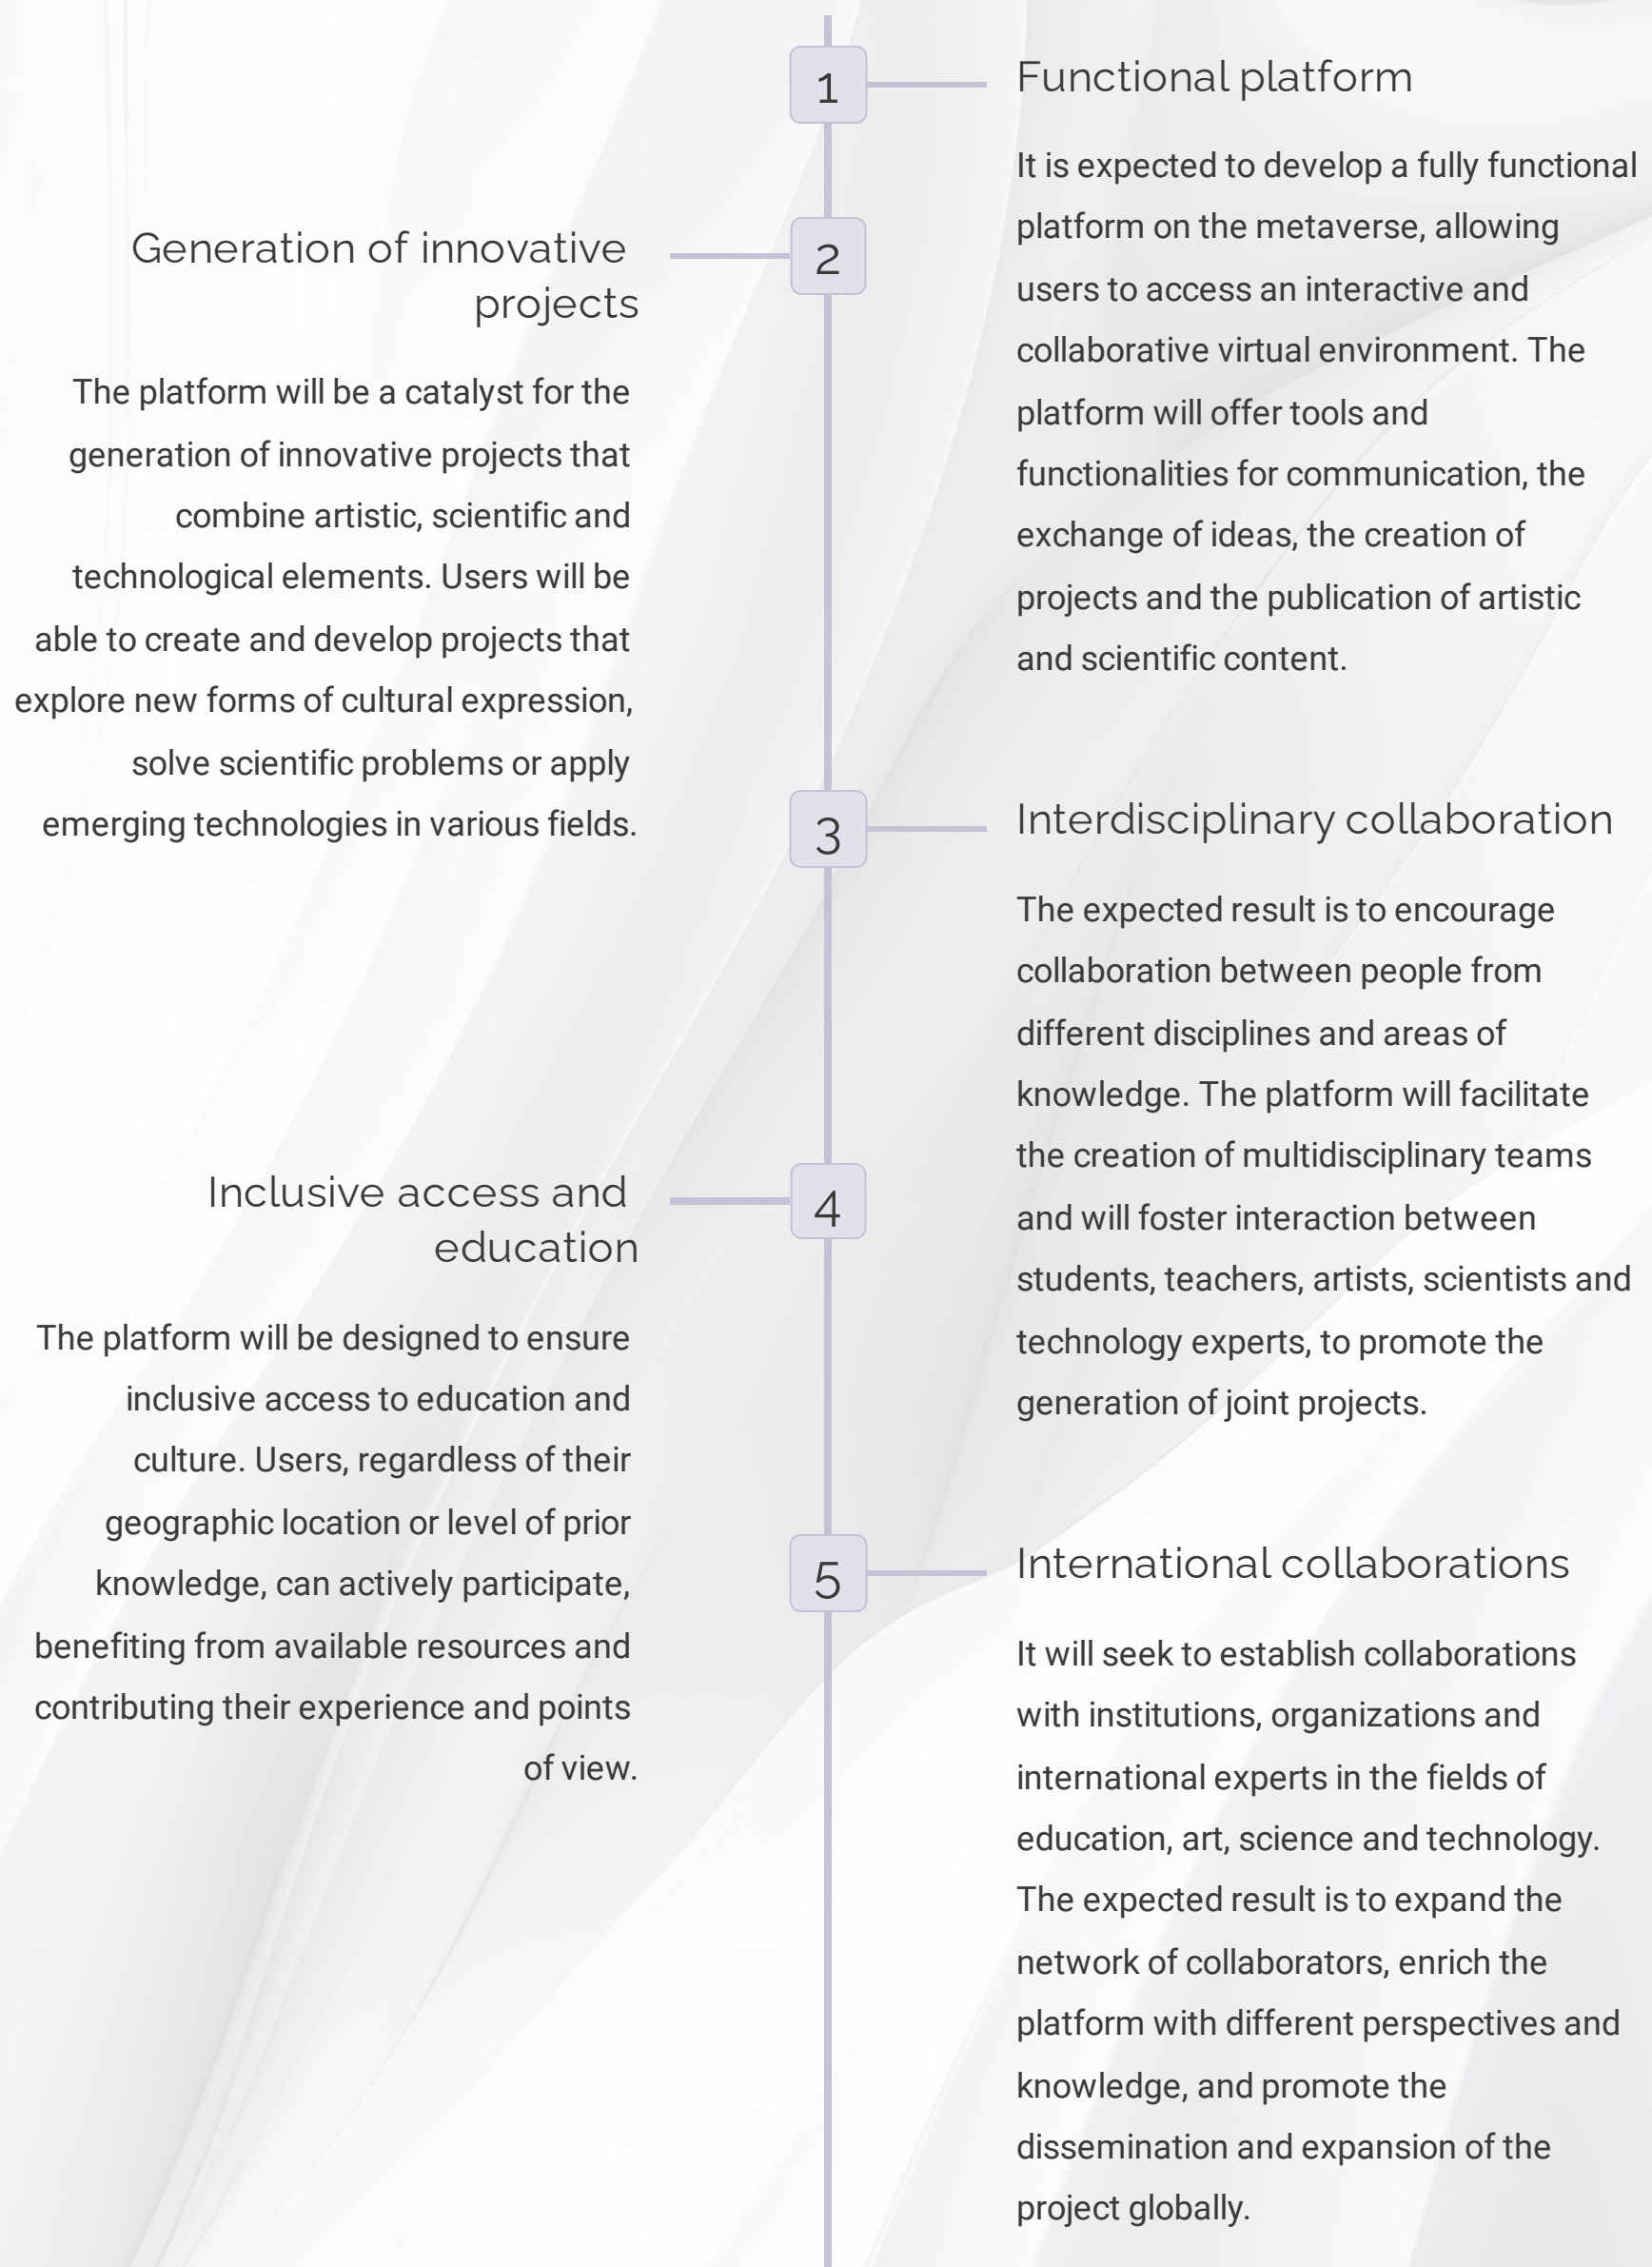 1
Functional platform
It is expected to develop a fully functional
platform on the metaverse, allowing
users to access an interactive and
collaborative virtual environment. The
platform will offer tools and
functionalities for communication, the
exchange of ideas, the creation of
projects and the publication of artistic
and scientific content.
2
Generation of innovative
projects
The platform will be a catalyst for the
generation of innovative projects that
combine artistic, scientific and
technological elements. Users will be
able to create and develop projects that
explore new forms of cultural expression,
solve scientific problems or apply
emerging technologies in various fields.
3
Interdisciplinary collaboration
The expected result is to encourage
collaboration between people from
different disciplines and areas of
knowledge. The platform will facilitate
the creation of multidisciplinary teams
and will foster interaction between
students, teachers, artists, scientists and
technology experts, to promote the
generation of joint projects.
4
Inclusive access and
education
The platform will be designed to ensure
inclusive access to education and
culture. Users, regardless of their
geographic location or level of prior
knowledge, can actively participate,
benefiting from available resources and
contributing their experience and points
of view.
5
International collaborations
It will seek to establish collaborations
with institutions, organizations and
international experts in the fields of
education, art, science and technology.
The expected result is to expand the
network of collaborators, enrich the
platform with different perspectives and
knowledge, and promote the
dissemination and expansion of the
project globally.